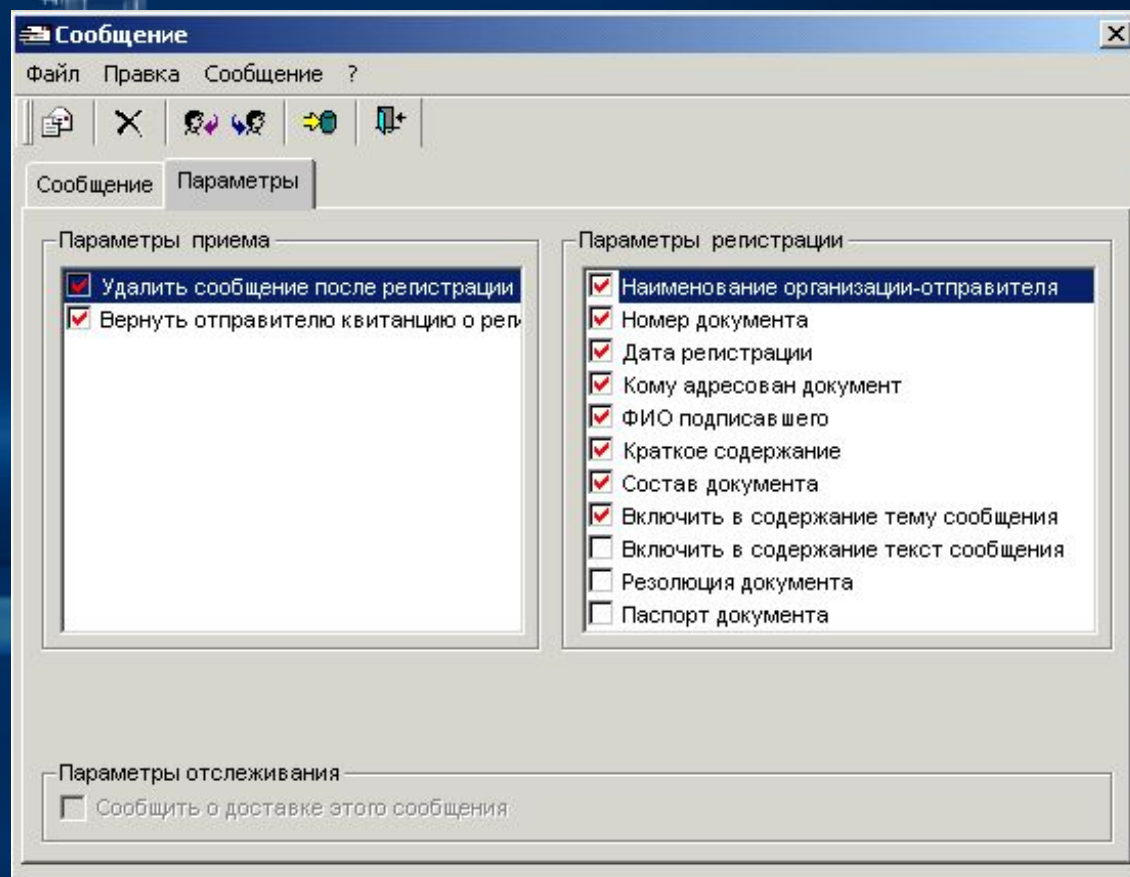 Сообщение
Файл Правка Сообщение ?
Сообщение Параметры
Параметры приема
Удалить сообщение после регистрации
Вернуть отправителю квитанцию о
Параметры регистрации
Наименование организации-отправителя
Номер документа
Дата регистрации
Кому адресован документ
ФИО подписавшего
Краткое содержание
Состав документа
Включить в содержание тему сообщения
Включить в содержание текст сообщения
Резолюция документа
Паспорт документа
Параметры отслеживания
Сообщить о доставке этого сообщения